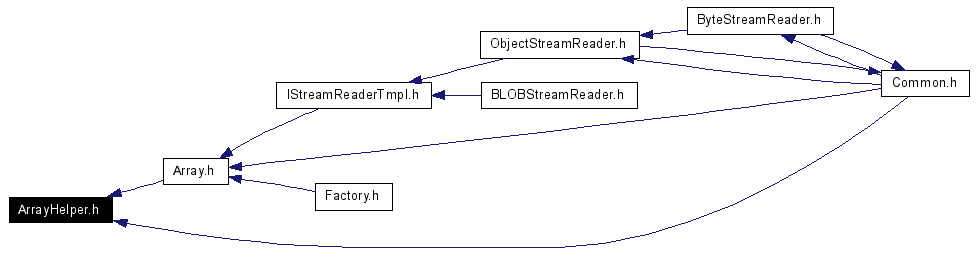 ByteStreamReader.h
ObjectStreamReader.h
Common.h
IStreamReaderTmpl.h
BLOBStreamReader.h
Array.h
Factory.h
ArrayHelper.h